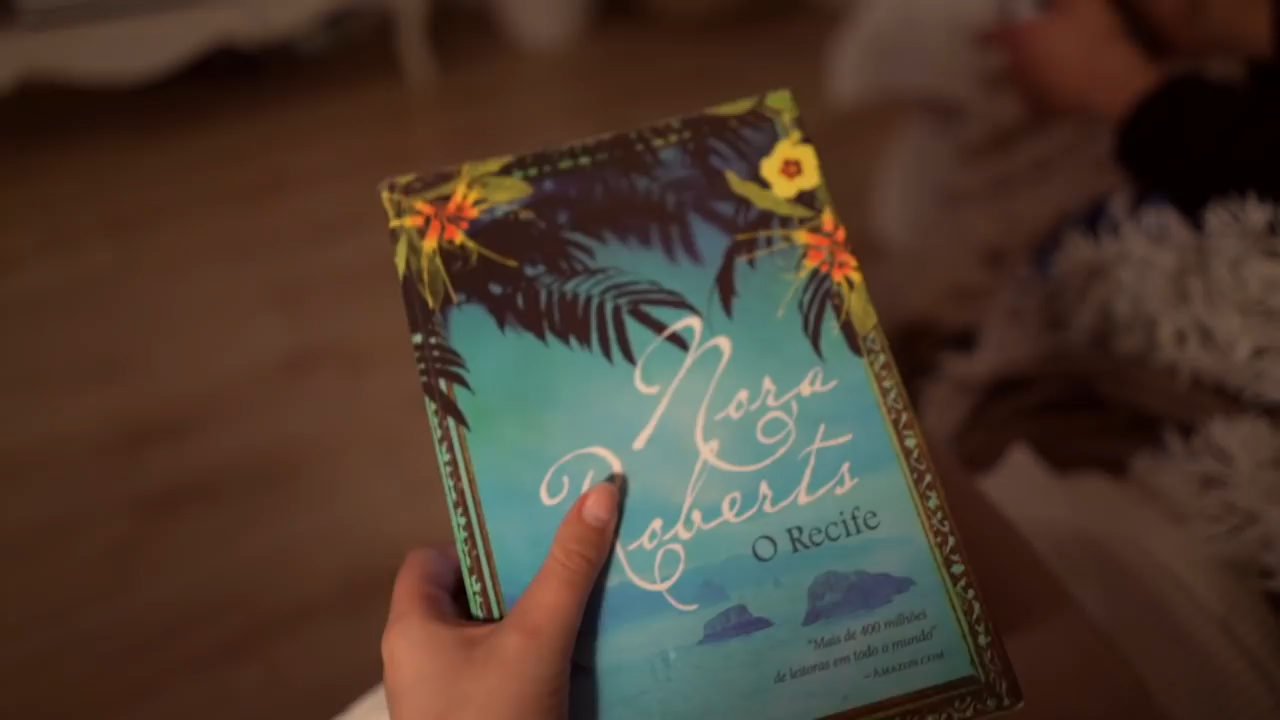 Nora
Roberts
O Recife
"Mais de 400 milhões
de leitoras em todo o mundo"
– AMAZON.COM